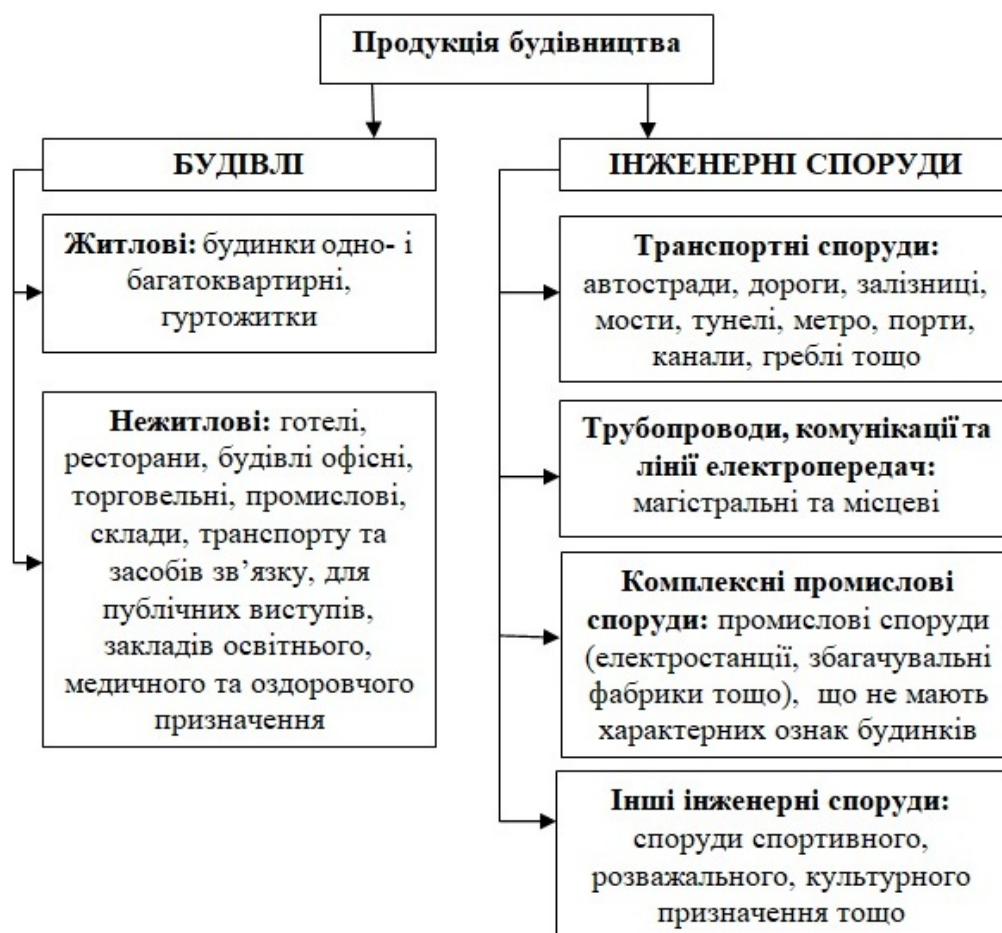 Продукція будівництва
БУДІВЛІ
Житлові: будинки одно- і
багатоквартирні,
гуртожитки
Нежитлові: готелі,
ресторани, будівлі офісні,
торговельні, промислові,
склади, транспорту та
засобів зв’язку, для
публічних виступів,
закладів освітнього,
медичного та оздоровчого
призначення
ІНЖЕНЕРНІ СПОРУДИ
Транспортні споруди:
автостради, дороги, залізниці,
мости, тунелі, метро, порти,
канали, греблі тощо
Трубопроводи, комунікації та
лінії електропередач:
магістральні та місцеві
Комплексні промислові
споруди: промислові споруди
(електростанції, збагачувальні
фабрики тощо), що не мають
характерних ознак будинків
Інші інженерні споруди:
споруди спортивного,
розважального, культурного
призначення тощо